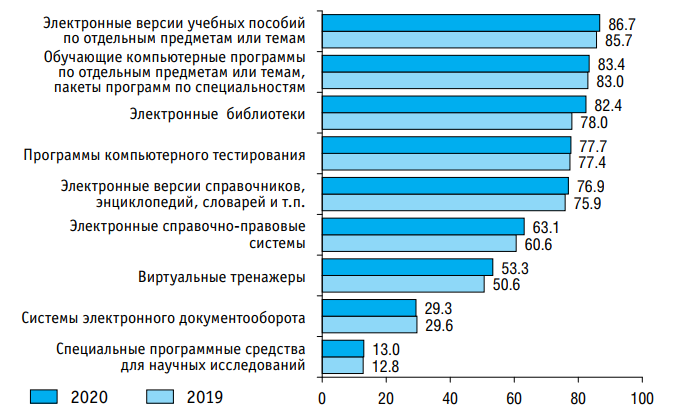 Электронные версии учебных пособий
по отдельным предметам или темам
86.7
85.7
Обучающие компьютерные программы
по отдельным предметам или темам,
пакеты программ по специальностям
83.4
83.0
Электронные библиотеки
82.4
78.0
Программы компьютерного тестирования
77.7
77.4
Электронные версии справочников,
энциклопедий, словарей и т.п.
76.9
75.9
Электронные справочно-правовые
системы
63.1
60.6
Виртуальные тренажеры
53.3
50.6
Системы электронного документооборота
29.3
29.6
Специальные программные средства
для научных исследований
13.0
12.8
0 20 40 60 80 100
2020 2019